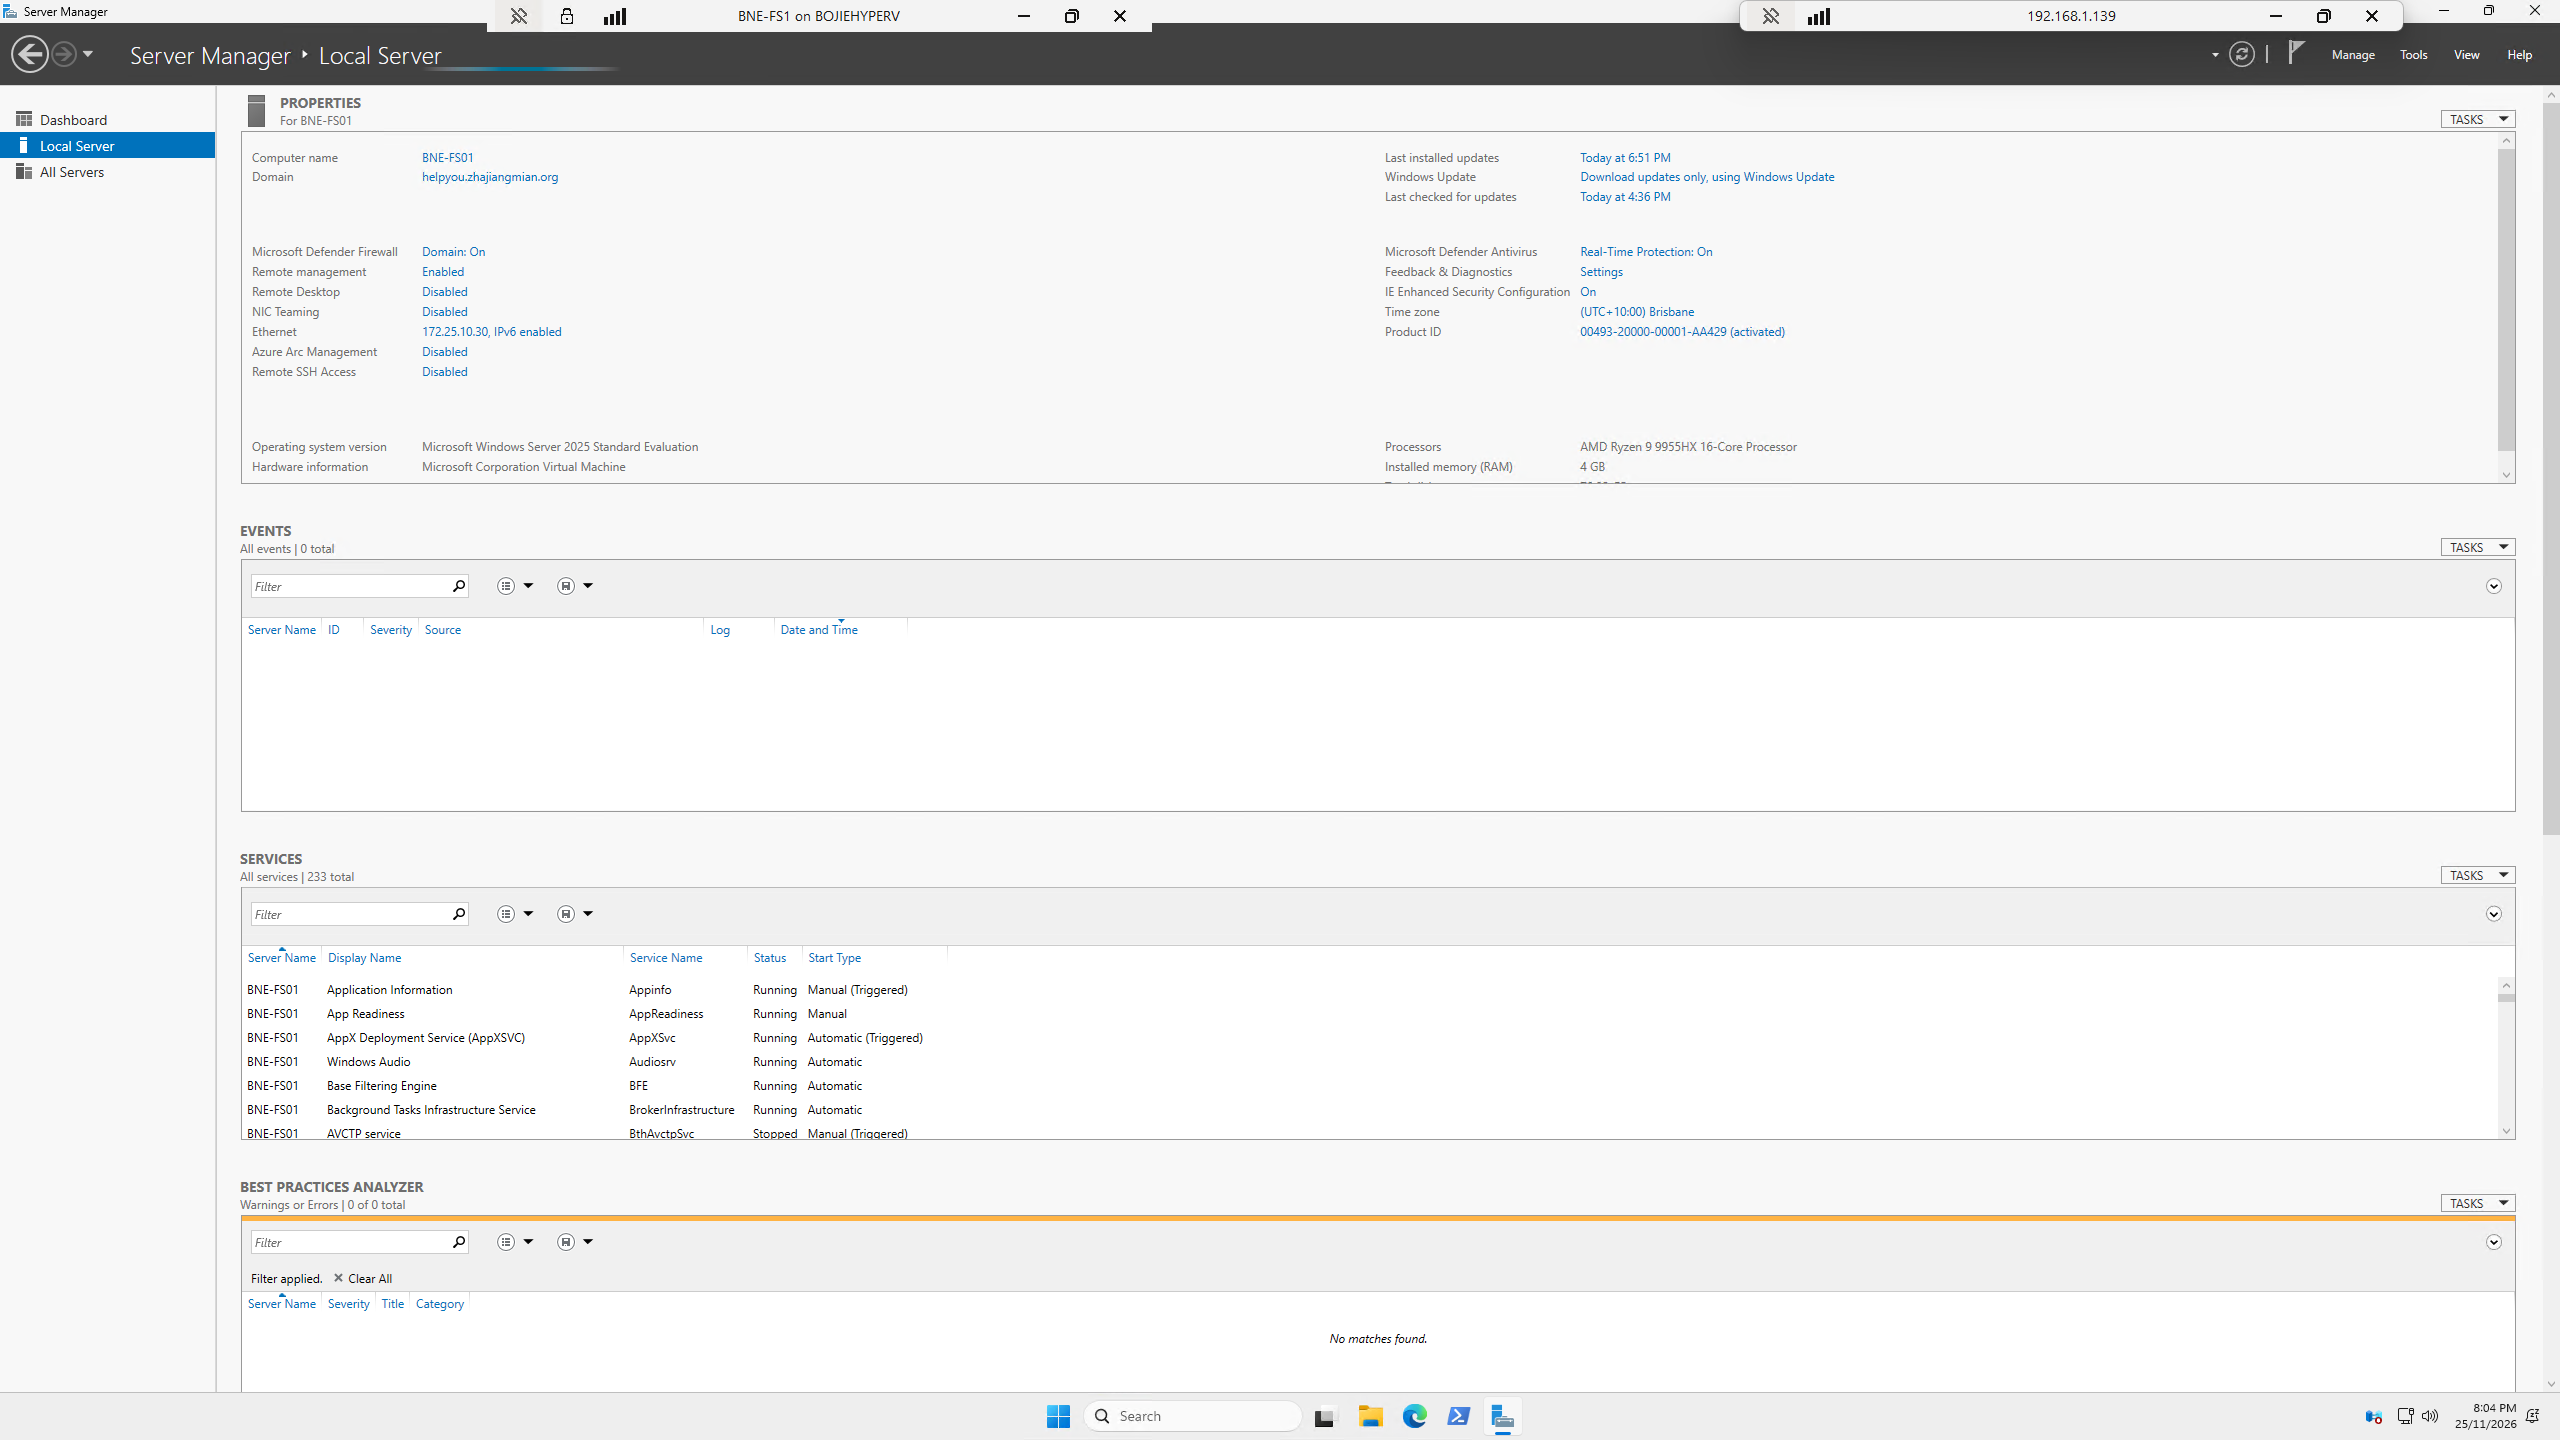 Server Manager
BNE-FS1 on BOJIEHYPERV
192.168.1.139
Server Manager ‣ Local Server
Manage Tools View Help
Dashboard
Local Server
All Servers
PROPERTIES
For BNE-FS01
TASKS
Computer name BNE-FS01 Last installed updates Today at 6:51 PM
Domain helpyou.zhajiangmian.org Windows Update Download updates only, using Windows Update
Last checked for updates Today at 4:36 PM
Microsoft Defender Firewall Domain: On Microsoft Defender Antivirus Real-Time Protection: On
Remote management Enabled Feedback & Diagnostics Settings
Remote Desktop Disabled IE Enhanced Security Configuration On
NIC Teaming Disabled Time zone (UTC+10:00) Brisbane
Ethernet 172.25.10.30, IPv6 enabled Product ID 00493-20000-00001-AA429 (activated)
Azure Arc Management Disabled
Remote SSH Access Disabled
Operating system version Microsoft Windows Server 2025 Standard Evaluation Processors AMD Ryzen 9 9955HX 16-Core Processor
Hardware information Microsoft Corporation Virtual Machine Installed memory (RAM) 4 GB
EVENTS
All events | 0 total
TASKS
Filter
Server Name ID Severity Source Log Date and Time
SERVICES
All services | 233 total
TASKS
Filter
Server Name Display Name Service Name Status Start Type
BNE-FS01 Application Information Appinfo Running Manual (Triggered)
BNE-FS01 App Readiness AppReadiness Running Manual
BNE-FS01 AppX Deployment Service (AppXSVC) AppXSvc Running Automatic (Triggered)
BNE-FS01 Windows Audio Audiosrv Running Automatic
BNE-FS01 Base Filtering Engine BFE Running Automatic
BNE-FS01 Background Tasks Infrastructure Service BrokerInfrastructure Running Automatic
BNE-FS01 AVCTP service BthAvctpSvc Stopped Manual (Triggered)
BEST PRACTICES ANALYZER
Warnings or Errors | 0 of 0 total
TASKS
Filter
Filter applied. ✕ Clear All
Server Name Severity Title Category
No matches found.
Search
8:04 PM
25/11/2026